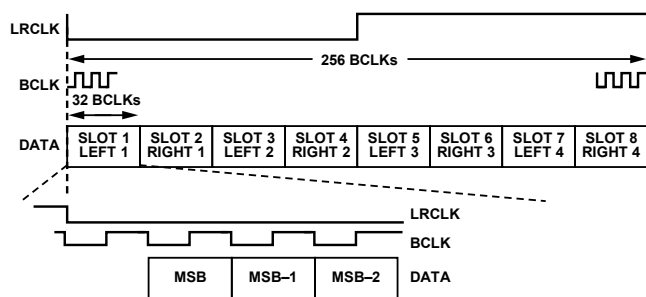 LRCLK
256 BCLKs
BCLK
32 BCLKs
DATA
SLOT 1
LEFT 1
SLOT 2
RIGHT 1
SLOT 3
LEFT 2
SLOT 4
RIGHT 2
SLOT 5
LEFT 3
SLOT 6
RIGHT 3
SLOT 7
LEFT 4
SLOT 8
RIGHT 4
LRCLK
BCLK
MSB
MSB–1
MSB–2
DATA